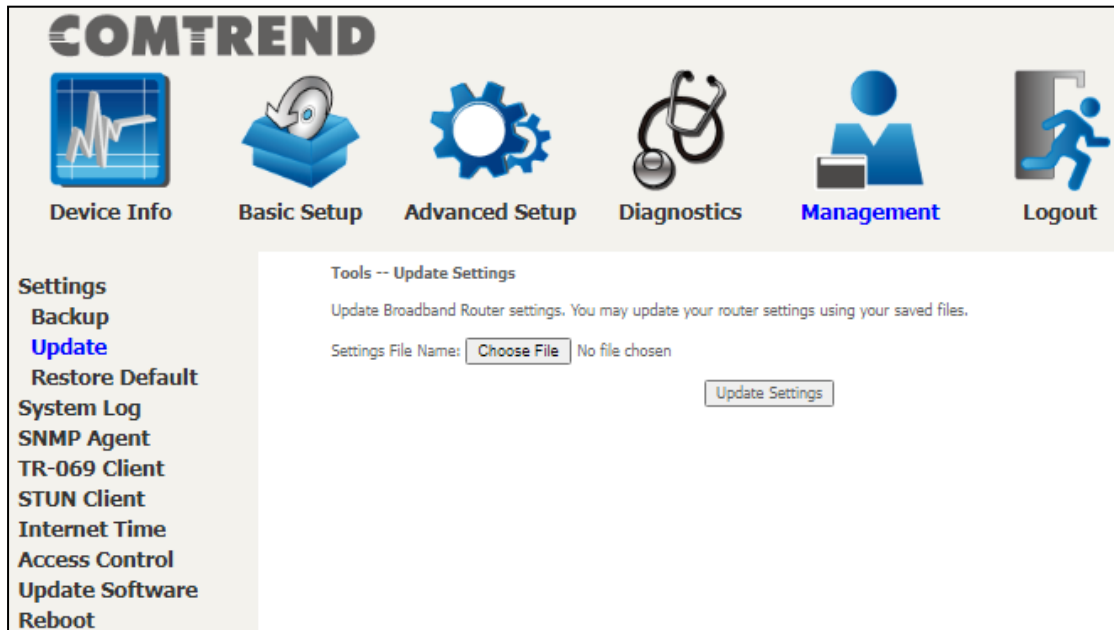 COMTREND
Device Info
Basic Setup
Advanced Setup
Diagnostics
Management
Logout
Settings
Backup
Update
Restore Default
System Log
SNMP Agent
TR-069 Client
STUN Client
Internet Time
Access Control
Update Software
Reboot
Tools -- Update Settings
Update Broadband Router settings. You may update your router settings using your saved files.
Settings File Name: Choose File No file chosen
Update Settings